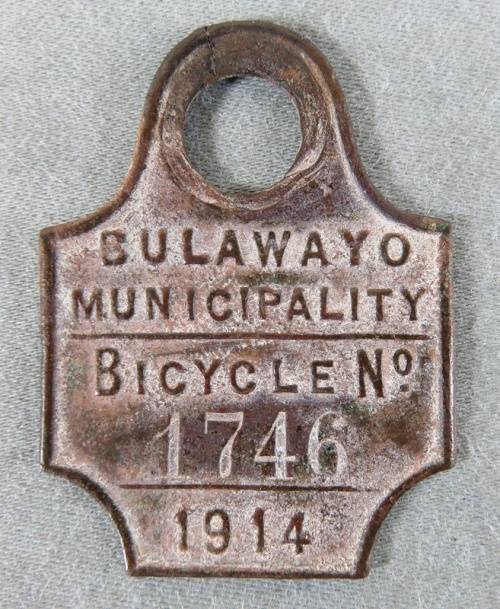 BULAWAYO
MUNICIPALITY
BICYCLE Nº
1746
1914